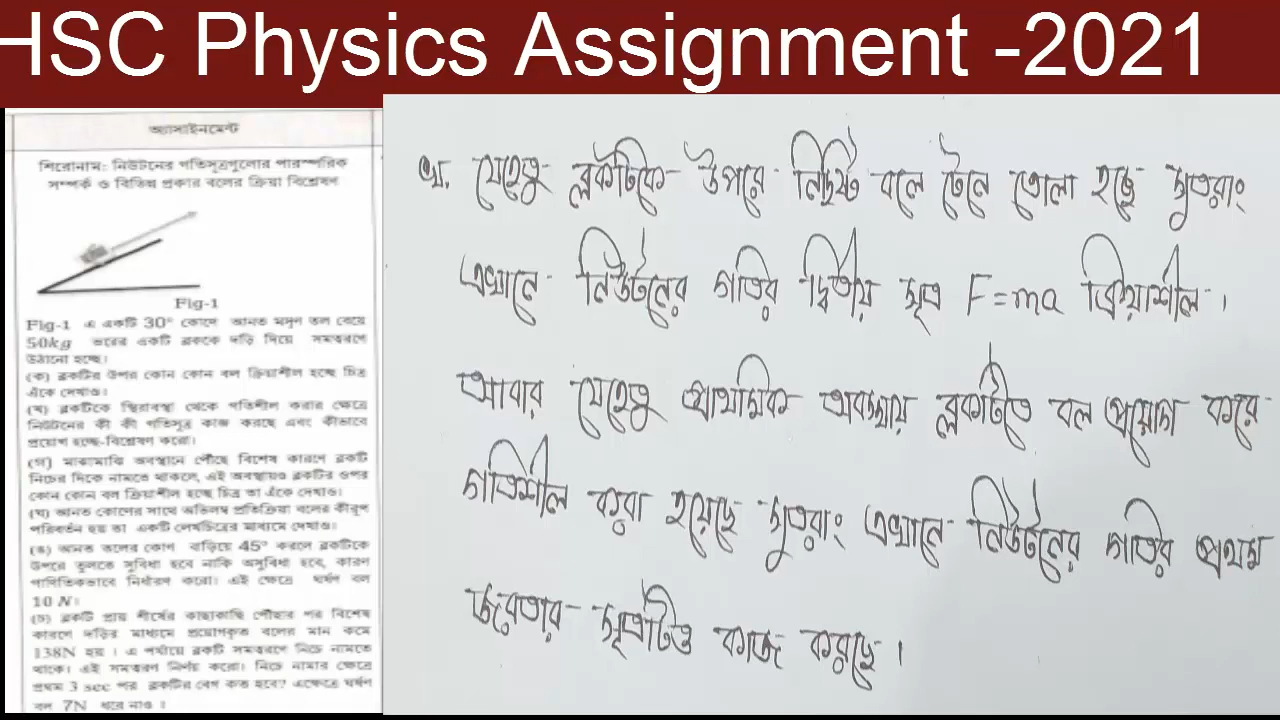 HSC Physics Assignment -2021
অ্যাসাইনমেন্ট
শিরোনাম: নিউটনের গতিসূত্রগুলোর পারস্পরিক
সম্পর্ক ও বিভিন্ন প্রকার বলের ক্রিয়া বিশ্লেষণ
Fig-1
Fig-1 এ একটি 30° কোণে আনত মসৃণ তল বেয়ে
50kg ভরের একটি ব্লককে দড়ি দিয়ে সমত্বরণে
উঠানো হচ্ছে।
(ক) ব্লকটির উপর কোন কোন বল ক্রিয়াশীল হচ্ছে চিত্র
এঁকে দেখাও।
(খ) ব্লকটিকে স্থিরাবস্থা থেকে গতিশীল করার ক্ষেত্রে
নিউটনের কী কী গতিসূত্র কাজ করছে এবং কীভাবে
প্রয়োগ হচ্ছে-বিশ্লেষণ করো।
(গ) মাঝামাঝি অবস্থানে পৌঁছে বিশেষ কারণে ব্লকটি
নিচের দিকে নামতে থাকলে, এই অবস্থায়ও ব্লকটির ওপর
কোন কোন বল ক্রিয়াশীল হচ্ছে চিত্র তা এঁকে দেখাও।
(ঘ) আনত কোণের সাথে অভিলম্ব প্রতিক্রিয়া বলের কীরূপ
পরিবর্তন হয় তা একটি লেখচিত্রের মাধ্যমে দেখাও।
(ঙ) আনত তলের কোণ বাড়িয়ে 45° করলে ব্লকটিকে
উপরে তুলতে সুবিধা হবে নাকি অসুবিধা হবে, কারণ
গাণিতিকভাবে নির্ধারণ করো। এই ক্ষেত্রে ঘর্ষণ বল
10 N।
(চ) ব্লকটি প্রায় শীর্ষের কাছাকাছি পৌঁছার পর বিশেষ
কারণে দড়ির মাধ্যমে প্রয়োগকৃত বলের মান কমে
138N হয়। এ পর্যায়ে ব্লকটি সমত্বরণে নিচে নামতে
থাকে। এই সমত্বরণ নির্ণয় করো। নিচে নামার ক্ষেত্রে
প্রথম 3 sec পর ব্লকটির বেগ কত হবে? এক্ষেত্রে ঘর্ষণ
বল 7N ধরে নাও।
খ. যেহেতু ব্লকটিকে উপরে নির্দিষ্ট বলে টেনে তোলা হচ্ছে সুতরাং
এখানে নিউটনের গতির দ্বিতীয় সূত্র F=ma ক্রিয়াশীল।
আবার যেহেতু প্রাথমিক অবস্থায় ব্লকটিতে বল প্রয়োগ করে
গতিশীল করা হয়েছে সুতরাং এখানে নিউটনের গতির প্রথম
জড়তার সূত্রটিও কাজ করছে।